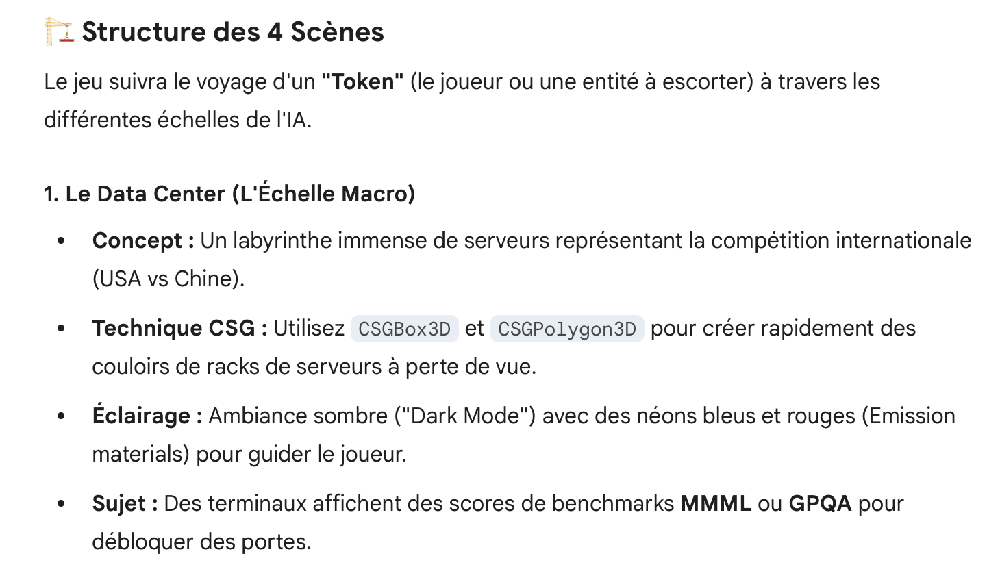 🏗️ Structure des 4 Scènes
Le jeu suivra le voyage d'un "Token" (le joueur ou une entité à escorter) à travers les
différentes échelles de l'IA.
1. Le Data Center (L'Échelle Macro)
• Concept : Un labyrinthe immense de serveurs représentant la compétition internationale
(USA vs Chine).
• Technique CSG : Utilisez CSGBox3D et CSGPolygon3D pour créer rapidement des
couloirs de racks de serveurs à perte de vue.
• Éclairage : Ambiance sombre ("Dark Mode") avec des néons bleus et rouges (Emission
materials) pour guider le joueur.
• Sujet : Des terminaux affichent des scores de benchmarks MMML ou GPQA pour
débloquer des portes.